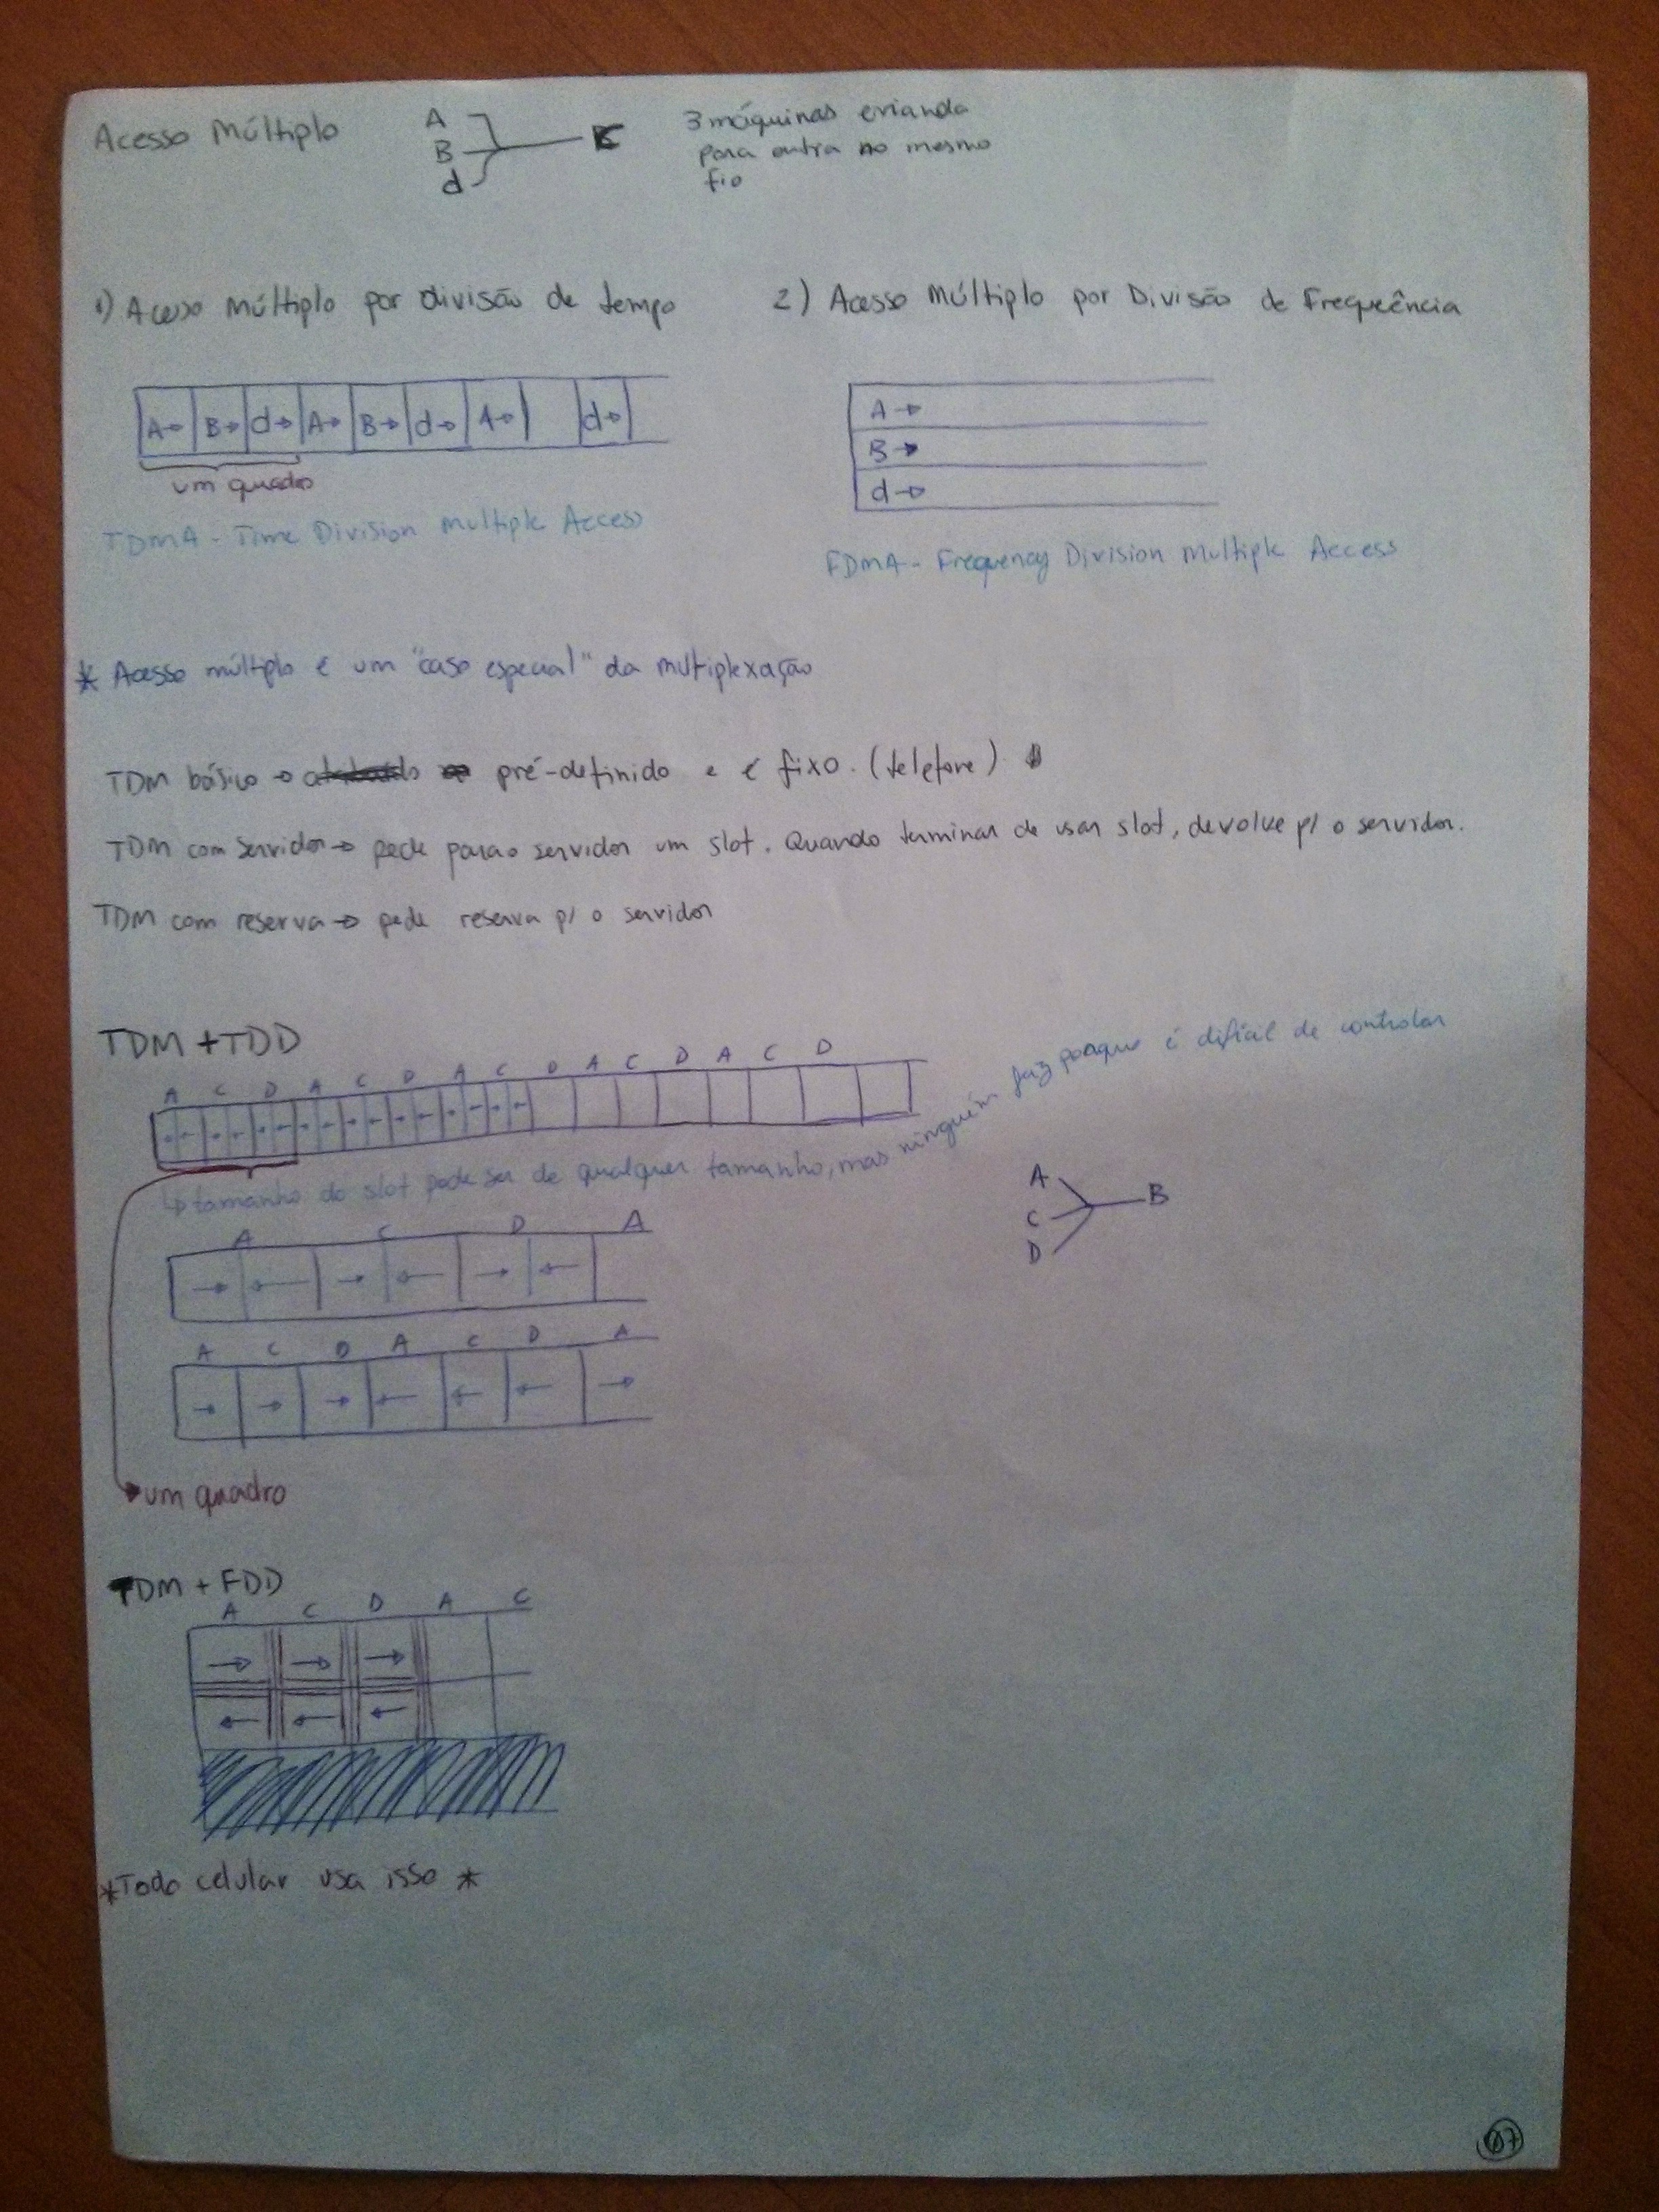 Acesso Múltiplo
A
B
d
3 máquinas enviando
para outra no mesmo
fio
1) Acesso Múltiplo por divisão de tempo
2) Acesso Múltiplo por Divisão de Frequência
A B d A B d A d
um quadro
TDMA - Time Division Multiple Access
A
B
d
FDMA - Frequency Division Multiple Access
* Acesso múltiplo é um "caso especial" da multiplexação
TDM básico → pré-definido e é fixo. (telefone)
TDM com servidor → pede para o servidor um slot. Quando terminar de usar slot, devolve p/ o servidor.
TDM com reserva → pede reserva p/ o servidor
TDM + TDD
A C D A C D A C D A C D A C D
↳ tamanho do slot pode ser de qualquer tamanho, mas ninguém faz porque é difícil de controlar
A
C
D
B
A C D A
A C D A C D A
um quadro
TDM + FDD
A C D A C
*Todo celular usa isso *
07